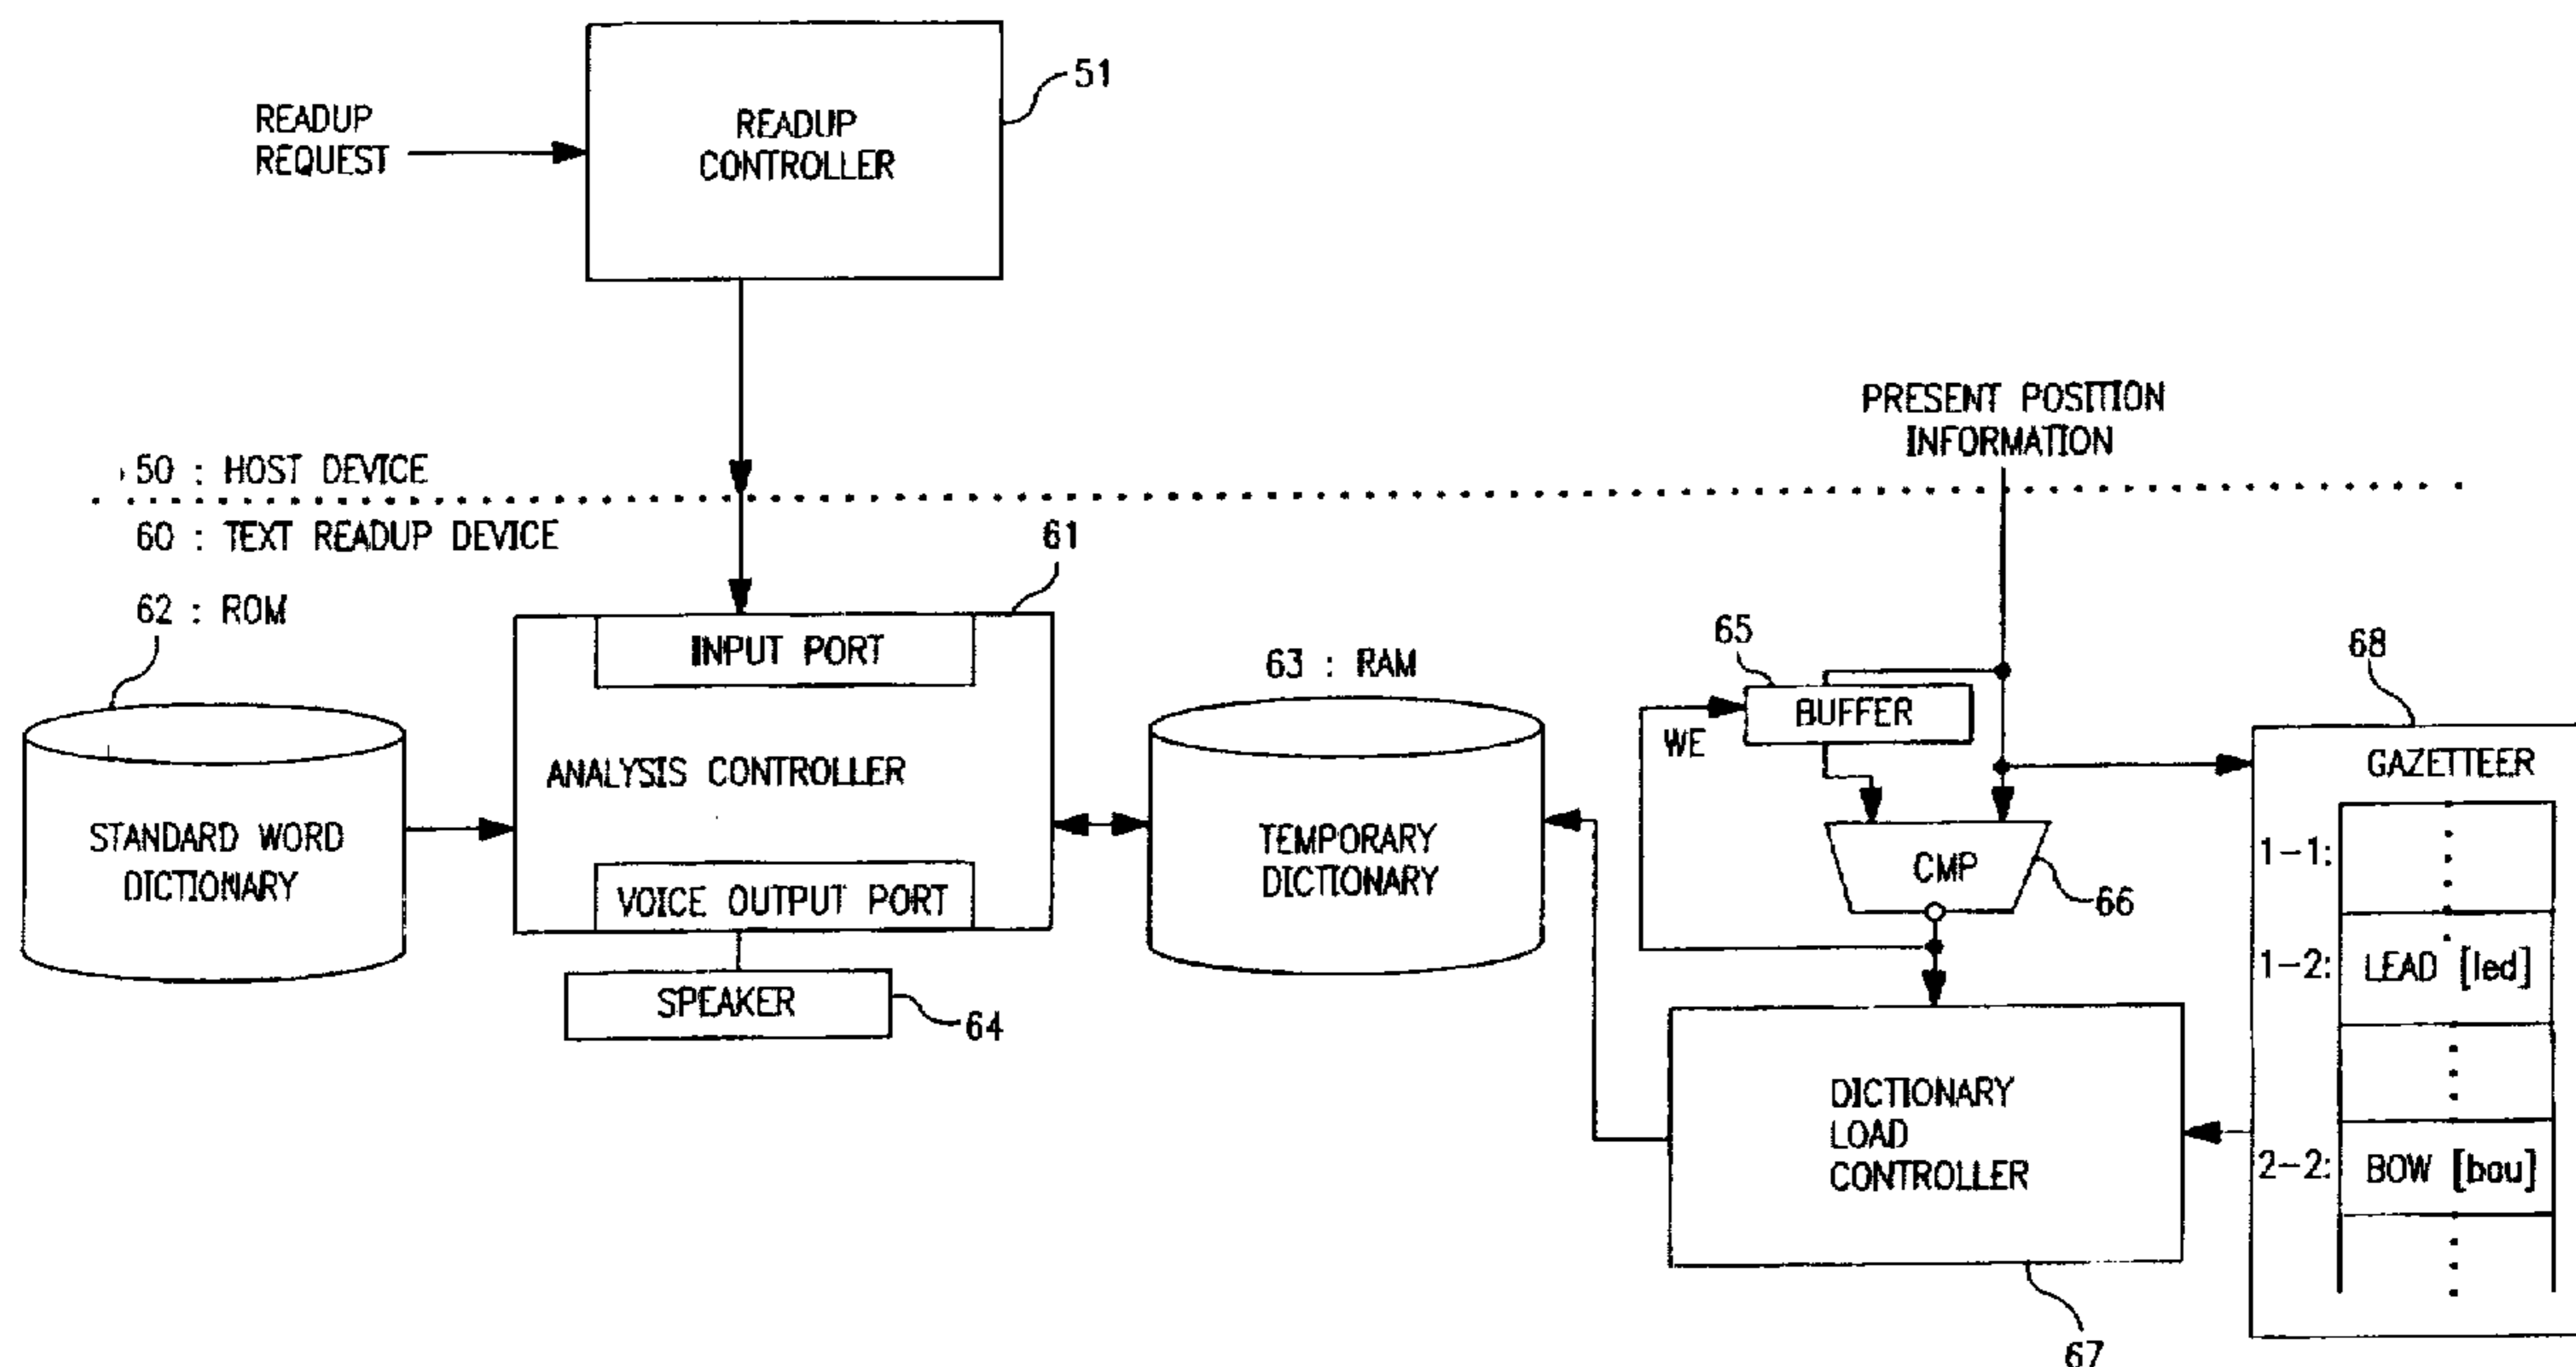 READUP
REQUEST
READUP
CONTROLLER
51
PRESENT POSITION
INFORMATION
50 : HOST DEVICE
60 : TEXT READUP DEVICE
62 : ROM
61
INPUT PORT
ANALYSIS CONTROLLER
VOICE OUTPUT PORT
STANDARD WORD
DICTIONARY
SPEAKER
64
63 : RAM
TEMPORARY
DICTIONARY
65
BUFFER
WE
CMP
66
DICTIONARY
LOAD
CONTROLLER
67
68
GAZETTEER
1-1:
1-2: LEAD [led]
2-2: BOW [bou]